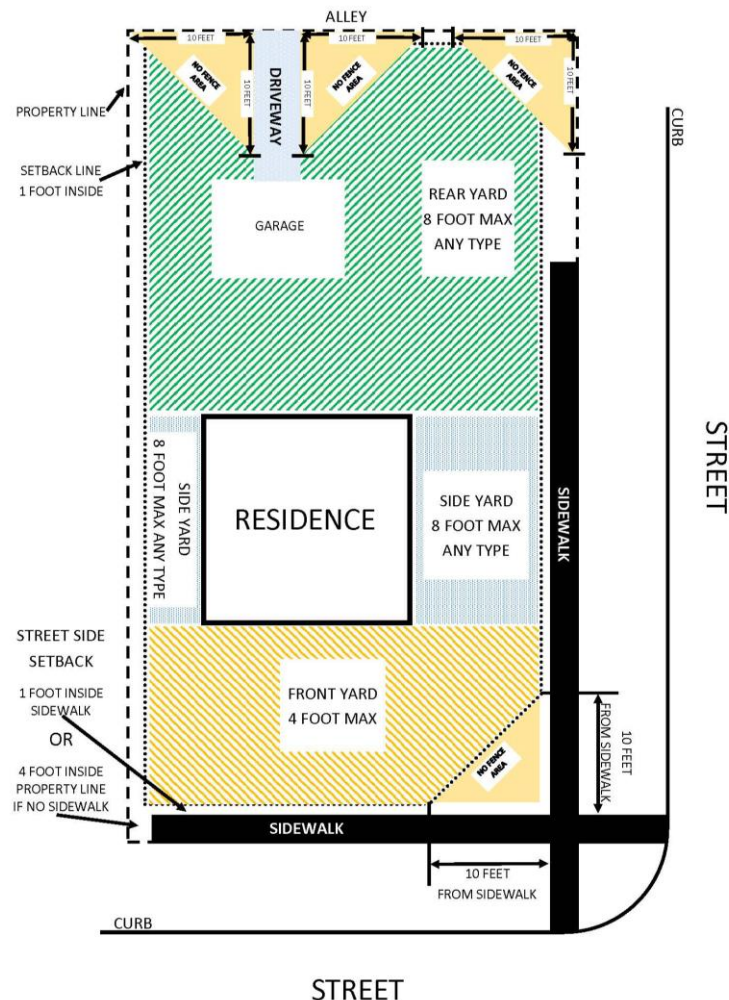 ALLEY
10 FEET
10 FEET
10 FEET
NO FENCE
AREA
10 FEET
DRIVEWAY
10 FEET
NO FENCE
AREA
NO FENCE
AREA
10 FEET
PROPERTY LINE
CURB
SETBACK LINE
1 FOOT INSIDE
GARAGE
REAR YARD
8 FOOT MAX
ANY TYPE
SIDE YARD
8 FOOT MAX ANY TYPE
RESIDENCE
SIDE YARD
8 FOOT MAX
ANY TYPE
SIDEWALK
STREET
STREET SIDE
SETBACK
1 FOOT INSIDE
SIDEWALK
OR
4 FOOT INSIDE
PROPERTY LINE
IF NO SIDEWALK
FRONT YARD
4 FOOT MAX
NO FENCE
AREA
10 FEET
FROM SIDEWALK
SIDEWALK
10 FEET
FROM SIDEWALK
CURB
STREET